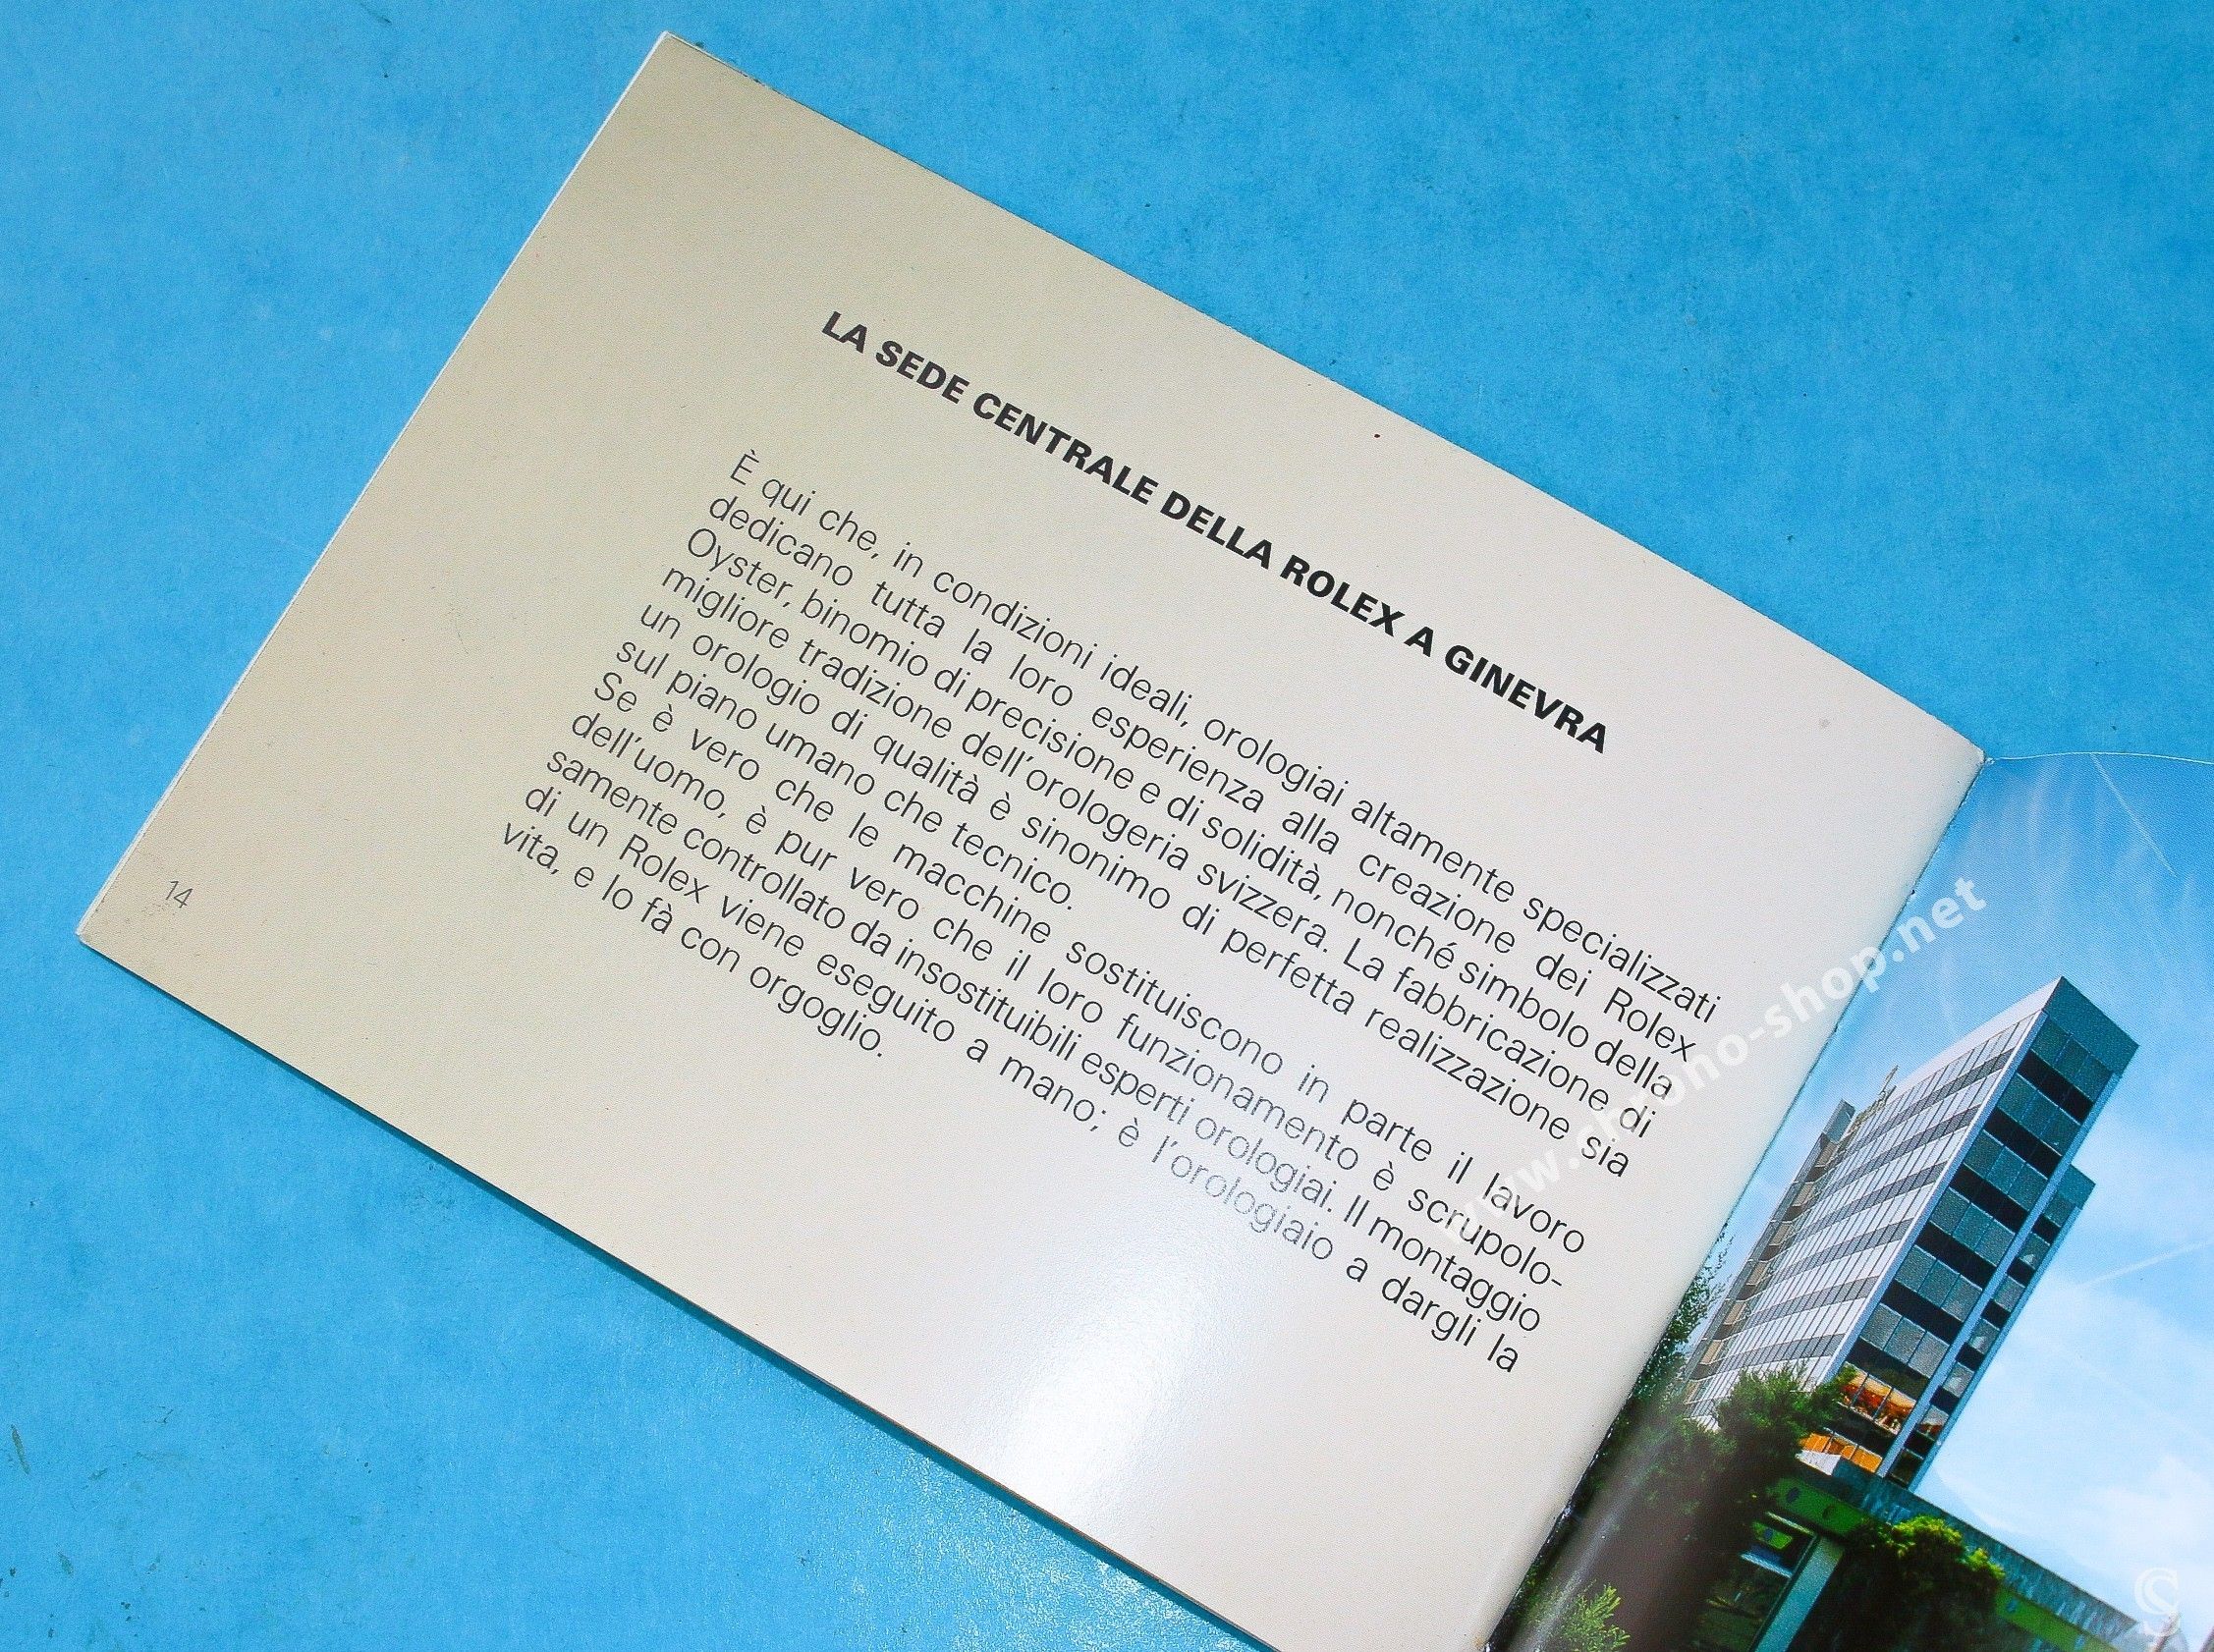 LA SEDE CENTRALE DELLA ROLEX A GINEVRA
È qui che, in condizioni ideali, orologiai altamente specializzati
dedicano tutta la loro esperienza alla creazione dei Rolex
Oyster, binomio di precisione e di solidità, nonché simbolo della
migliore tradizione dell'orologeria svizzera. La fabbricazione di
un orologio di qualità è sinonimo di perfetta realizzazione sia
sul piano umano che tecnico.
Se è vero che le macchine sostituiscono in parte il lavoro
dell'uomo, è pur vero che il loro funzionamento è scrupolo-
samente controllato da insostituibili esperti orologiai. Il montaggio
di un Rolex viene eseguito a mano; è l'orologiaio a dargli la
vita, e lo fà con orgoglio.
14
www.chrono-shop.net